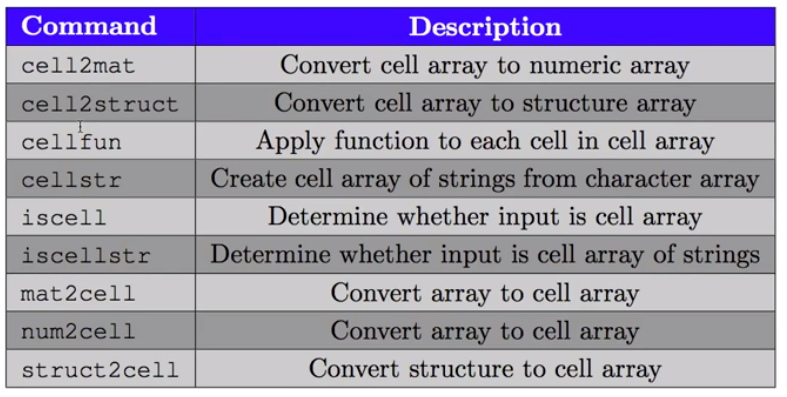 Command Description
cell2mat Convert cell array to numeric array
cell2struct Convert cell array to structure array
cellfun Apply function to each cell in cell array
cellstr Create cell array of strings from character array
iscell Determine whether input is cell array
iscellstr Determine whether input is cell array of strings
mat2cell Convert array to cell array
num2cell Convert array to cell array
struct2cell Convert structure to cell array